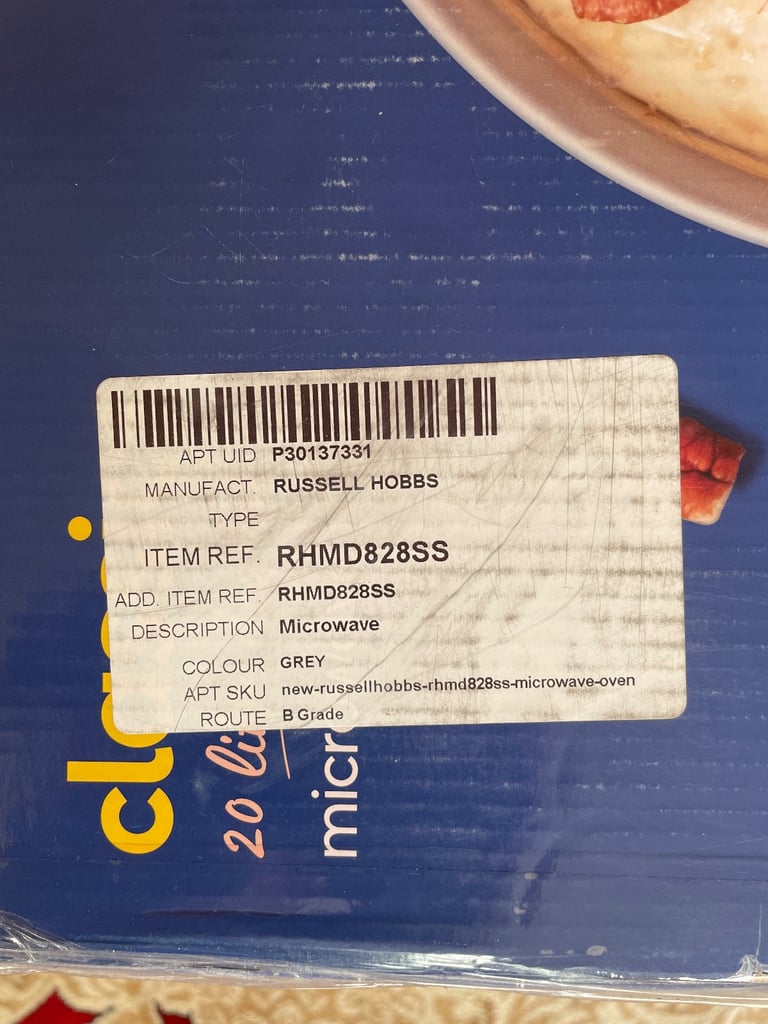 APT UID P30137331
MANUFACT. RUSSELL HOBBS
TYPE
ITEM REF. RHMD828SS
ADD. ITEM REF. RHMD828SS
DESCRIPTION Microwave
COLOUR GREY
APT SKU new-russellhobbs-rhmd828ss-microwave-oven
ROUTE B Grade
20